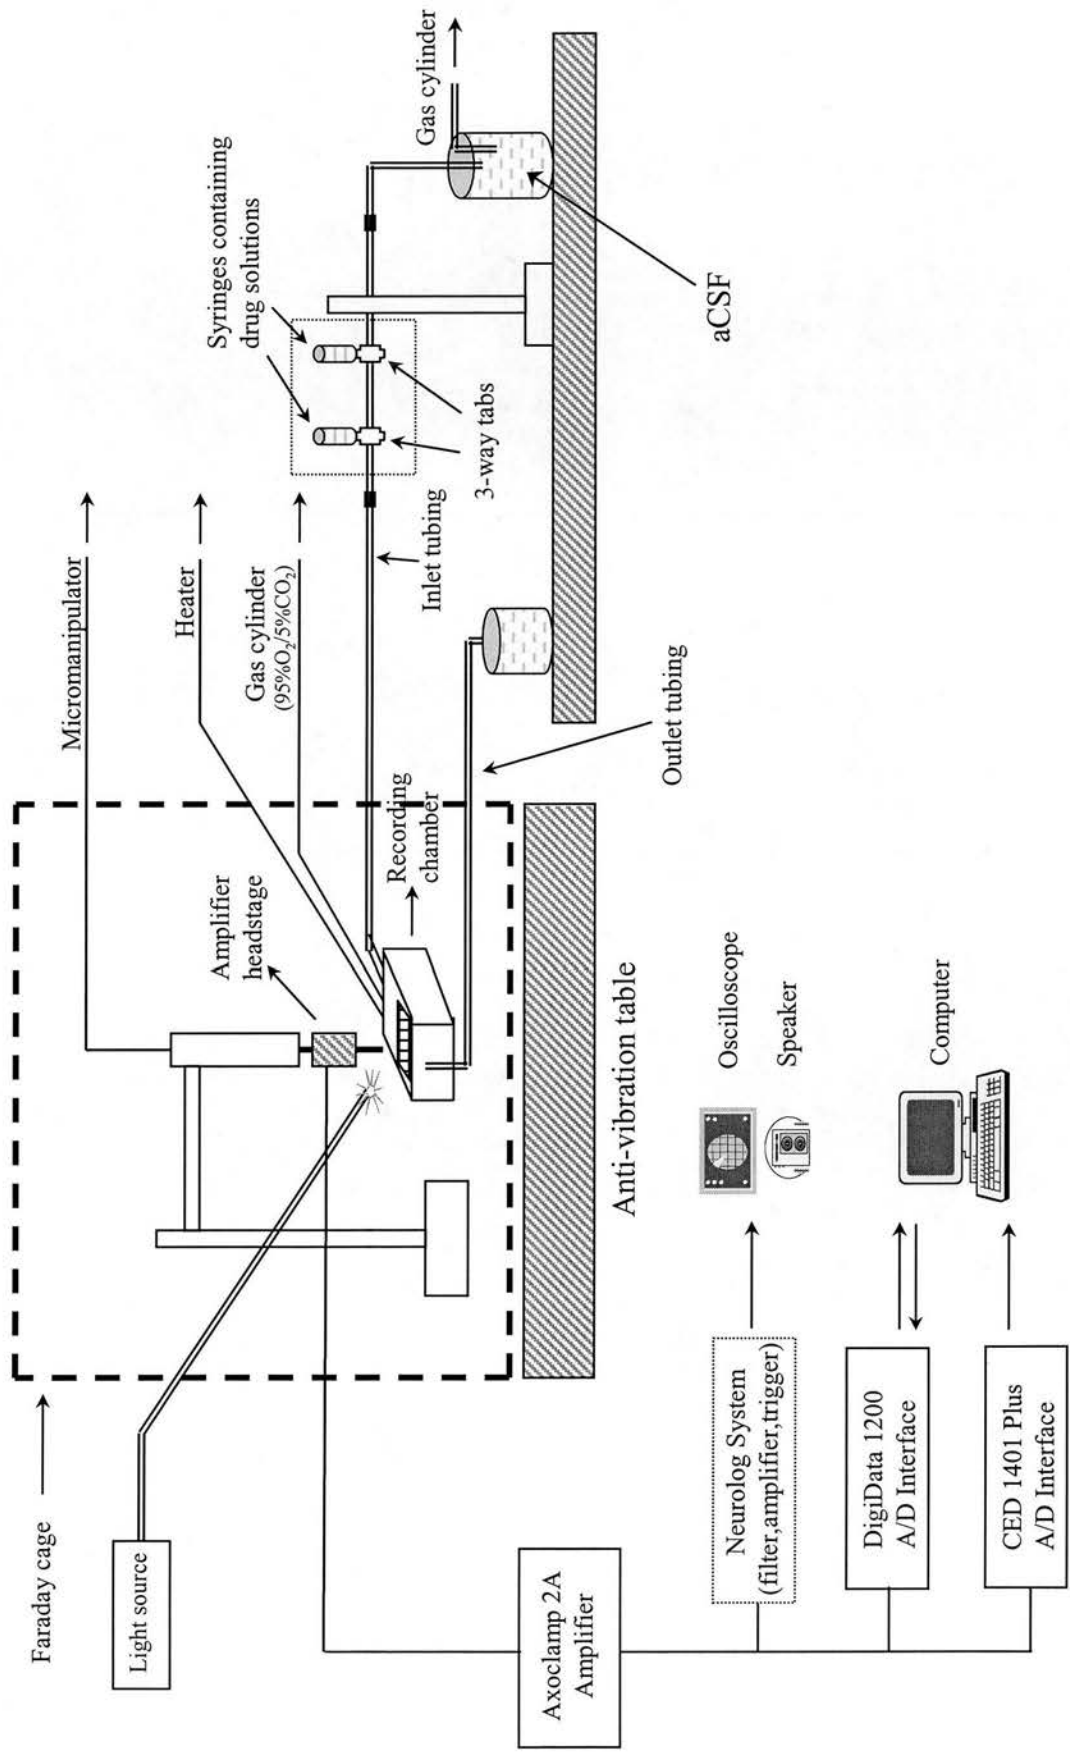 Faraday cage
Light source
Micromanipulator
Heater
Gas cylinder
(95%O₂/5%CO₂)
Amplifier
headstage
Recording
chamber
Syringes containing
drug solutions
Gas cylinder
Inlet tubing
3-way tabs
aCSF
Outlet tubing
Anti-vibration table
Axoclamp 2A
Amplifier
Neurolog System
(filter,amplifier,trigger)
Oscilloscope
Speaker
DigiData 1200
A/D Interface
Computer
CED 1401 Plus
A/D Interface